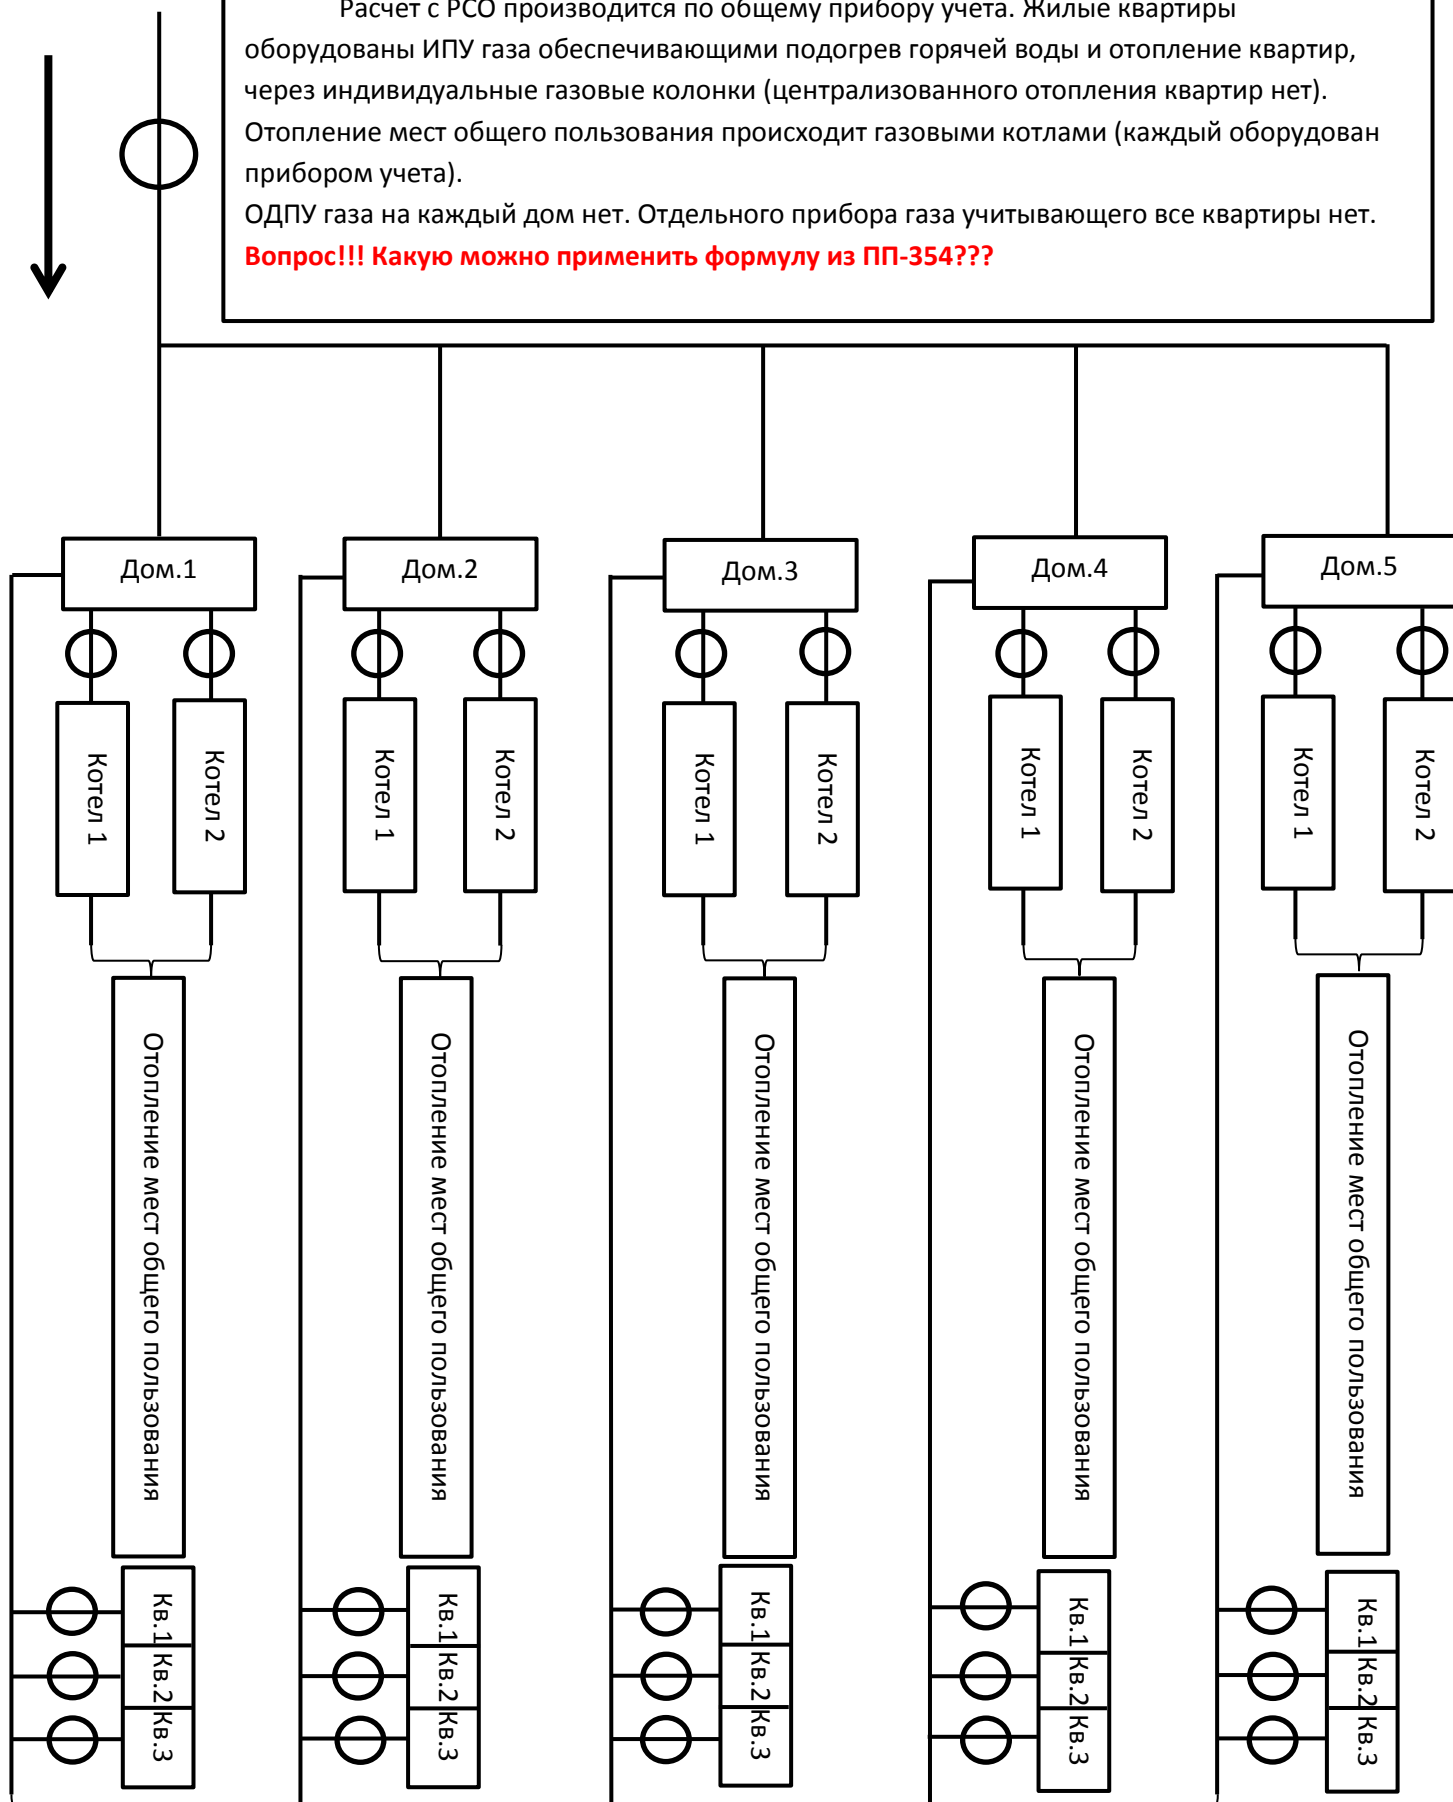 Расчет с РСО производится по общему прибору учета. Жилые квартиры
оборудованы ИПУ газа обеспечивающими подогрев горячей воды и отопление квартир,
через индивидуальные газовые колонки (централизованного отопления квартир нет).
Отопление мест общего пользования происходит газовыми котлами (каждый оборудован
прибором учета).
ОДПУ газа на каждый дом нет. Отдельного прибора газа учитывающего все квартиры нет.
Вопрос!!! Какую можно применить формулу из ПП-354???
Дом.1
Дом.2
Дом.3
Дом.4
Дом.5
Котел 1
Котел 2
Котел 1
Котел 2
Котел 1
Котел 2
Котел 1
Котел 2
Котел 1
Котел 2
Отопление мест общего пользования
Отопление мест общего пользования
Отопление мест общего пользования
Отопление мест общего пользования
Отопление мест общего пользования
Кв.1
Кв.2
Кв.3
Кв.1
Кв.2
Кв.3
Кв.1
Кв.2
Кв.3
Кв.1
Кв.2
Кв.3
Кв.1
Кв.2
Кв.3